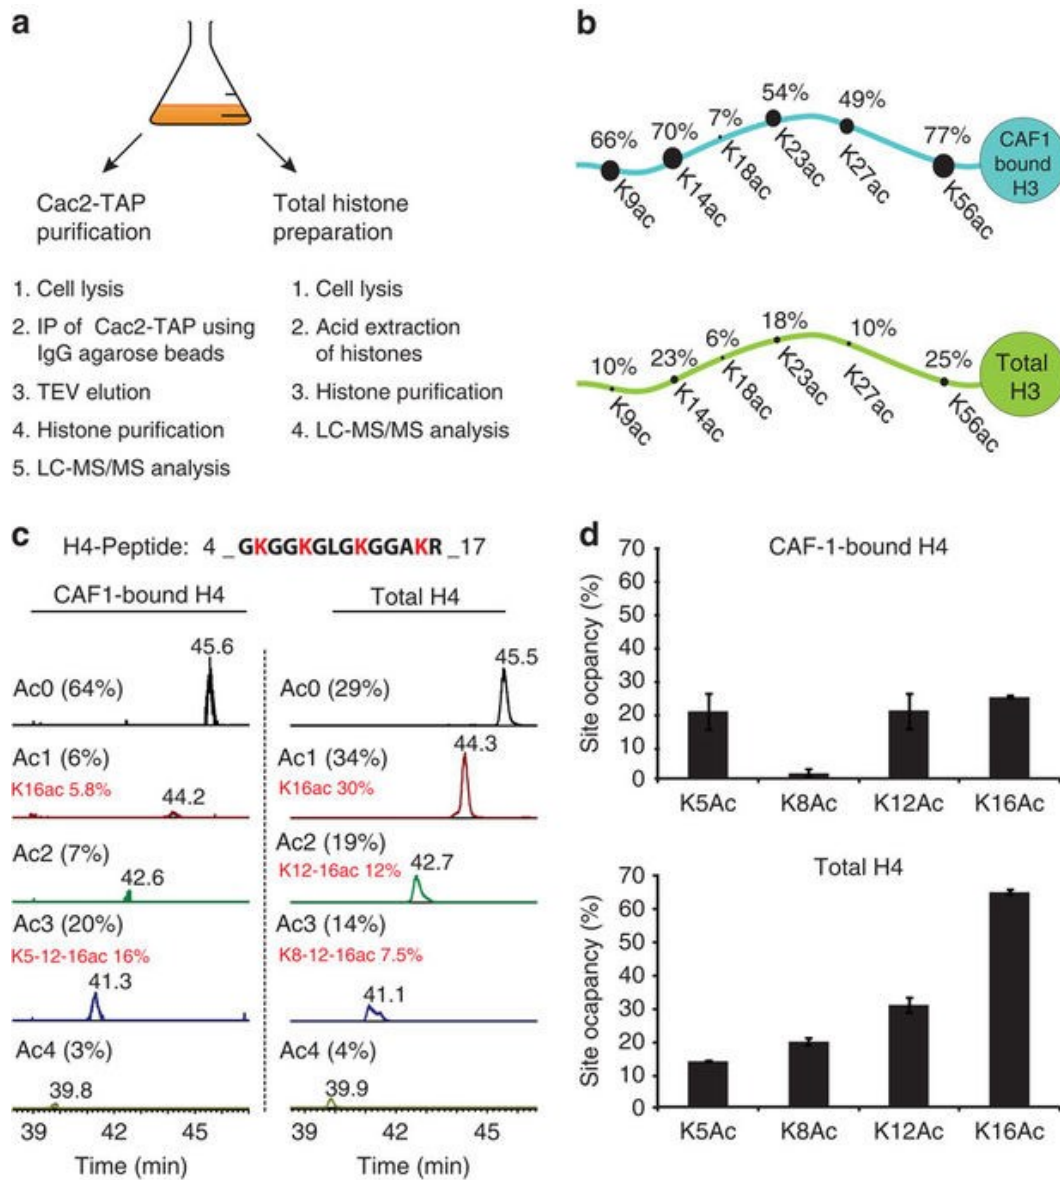 a
Cac2-TAP
purification
Total histone
preparation
1. Cell lysis
2. IP of Cac2-TAP using
IgG agarose beads
3. TEV elution
4. Histone purification
5. LC-MS/MS analysis
1. Cell lysis
2. Acid extraction
of histones
3. Histone purification
4. LC-MS/MS analysis
b
66%
70%
7%
54%
49%
77%
K9ac
K14ac
K18ac
K23ac
K27ac
K56ac
CAF1
bound
H3
10%
23%
6%
18%
10%
25%
K9ac
K14ac
K18ac
K23ac
K27ac
K56ac
Total
H3
c
H4-Peptide: 4 _ GKGGKGLGKGGAKR _17
CAF1-bound H4
45.6
Ac0 (64%)
Ac1 (6%)
K16ac 5.8%
44.2
Ac2 (7%)
42.6
Ac3 (20%)
K5-12-16ac 16%
41.3
Ac4 (3%)
39.8
39 42 45
Time (min)
Total H4
45.5
Ac0 (29%)
Ac1 (34%)
44.3
K16ac 30%
Ac2 (19%)
K12-16ac 12%
42.7
Ac3 (14%)
K8-12-16ac 7.5%
41.1
Ac4 (4%)
39.9
39 42 45
Time (min)
d
CAF-1-bound H4
Site ocpancy (%)
70
60
50
40
30
20
10
0
K5Ac K8Ac K12Ac K16Ac
Total H4
Site ocapancy (%)
70
60
50
40
30
20
10
0
K5Ac K8Ac K12Ac K16Ac